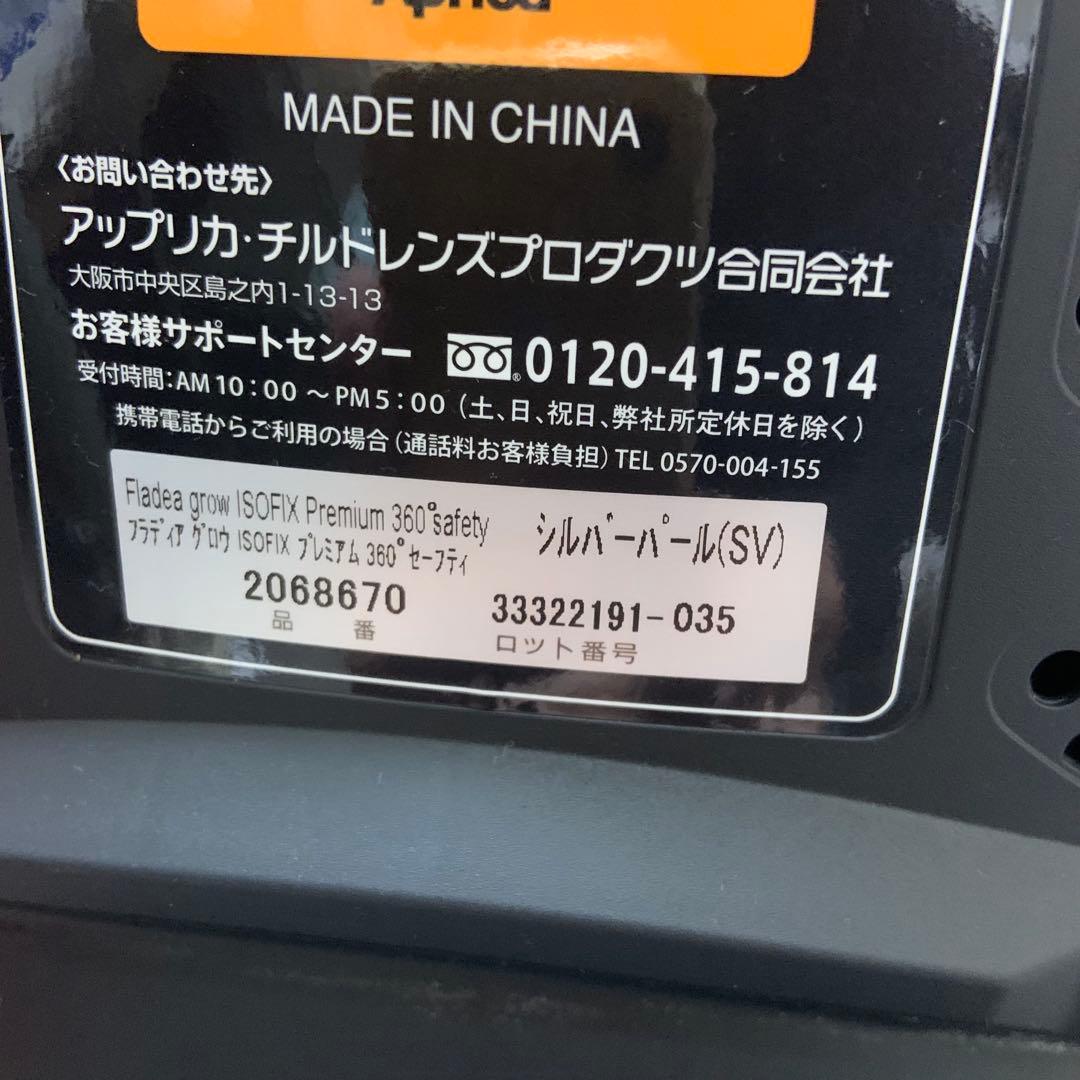 Aprica
MADE IN CHINA
〈お問い合わせ先〉
アップリカ・チルドレンズプロダクツ合同会社
大阪市中央区島之内1-13-13
お客様サポートセンター 0120-415-814
受付時間：AM 10：00 ～ PM 5：00（土、日、祝日、弊社所定休日を除く）
携帯電話からご利用の場合（通話料お客様負担）TEL 0570-004-155
Fladea grow ISOFIX Premium 360°safety
フラディア グロウ ISOFIX プレミアム 360°セーフティ
シルバーパール(SV)
2068670 33322191-035
品番 ロット番号